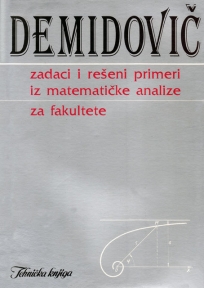 DEMIDOVIČ
zadaci i rešeni primeri
iz matematičke analize
za fakultete
Tehnička knjiga